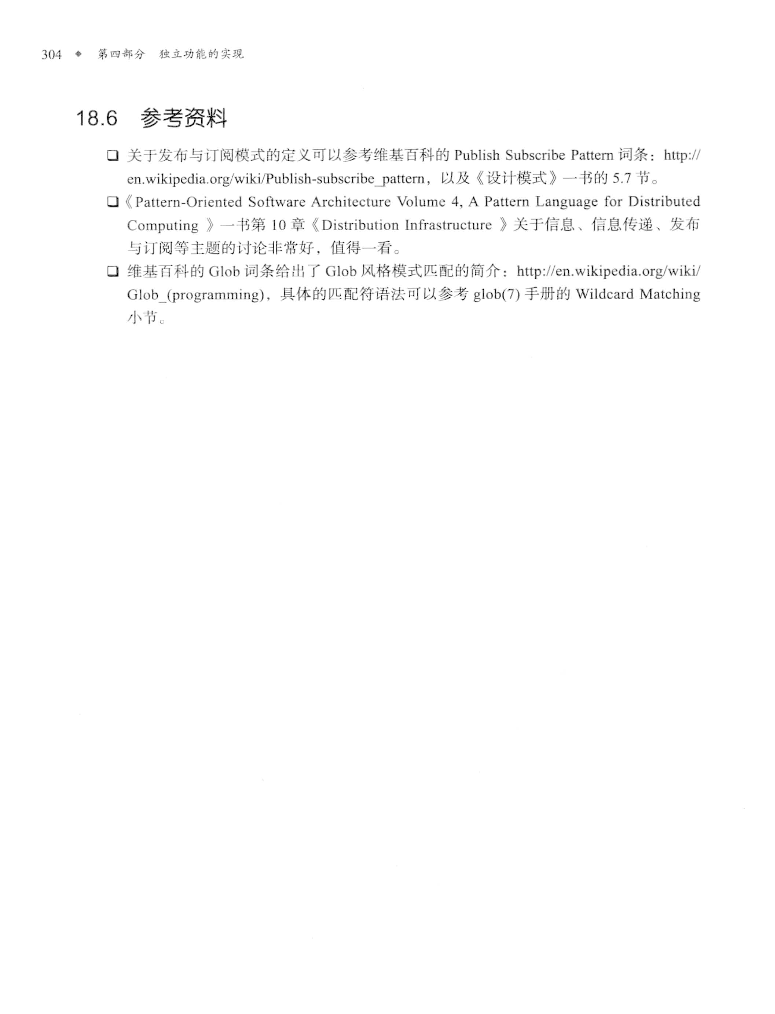 304 ◆ 第四部分 独立功能的实现
18.6 参考资料
❏ 关于发布与订阅模式的定义可以参考维基百科的 Publish Subscribe Pattern 词条：http://
en.wikipedia.org/wiki/Publish-subscribe_pattern，以及《设计模式》一书的 5.7 节。
❏《Pattern-Oriented Software Architecture Volume 4, A Pattern Language for Distributed
Computing 》一书第 10 章《Distribution Infrastructure 》关于信息、信息传递、发布
与订阅等主题的讨论非常好，值得一看。
❏ 维基百科的 Glob 词条给出了 Glob 风格模式匹配的简介：http://en.wikipedia.org/wiki/
Glob_(programming)，具体的匹配符语法可以参考 glob(7) 手册的 Wildcard Matching
小节。